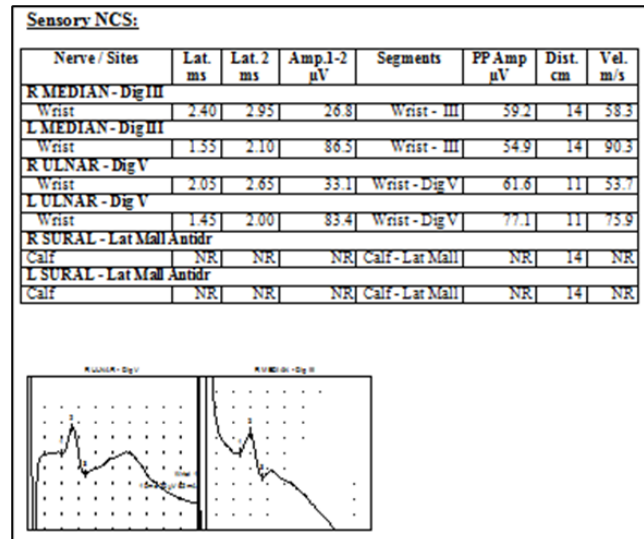 Sensory NCS:
Nerve / Sites Lat. ms Lat. 2 ms Amp.1-2 µV Segments PP Amp µV Dist. cm Vel. m/s
R MEDIAN - Dig III
Wrist 2.40 2.95 26.8 Wrist - III 59.2 14 58.3
L MEDIAN - Dig III
Wrist 1.55 2.10 86.5 Wrist - III 54.9 14 90.3
R ULNAR - Dig V
Wrist 2.05 2.65 33.1 Wrist - Dig V 61.6 11 53.7
L ULNAR - Dig V
Wrist 1.45 2.00 83.4 Wrist - Dig V 77.1 11 75.9
R SURAL - Lat Mall Antidr
Calf NR NR NR Calf - Lat Mall NR 14 NR
L SURAL - Lat Mall Antidr
Calf NR NR NR Calf - Lat Mall NR 14 NR
R ULNAR - Dig V R MEDIAN - Dig III